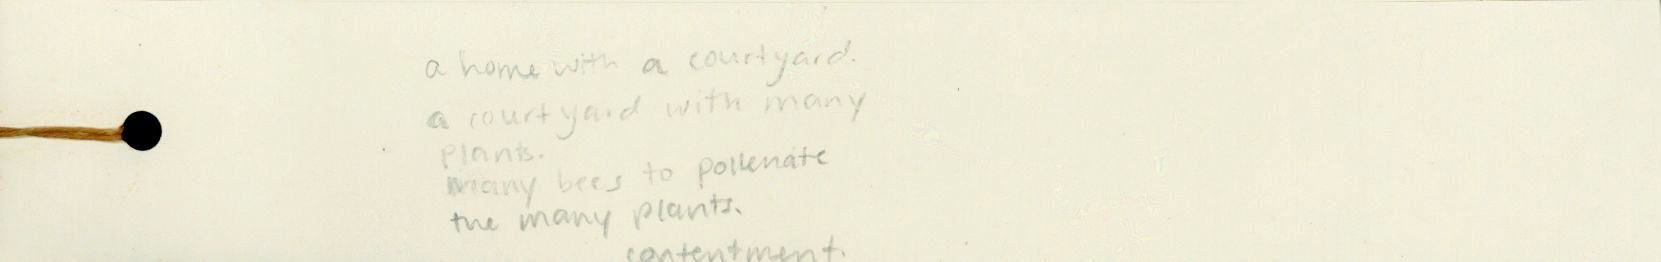 a home with a courtyard.
a courtyard with many
plants.
many bees to pollenate
the many plants.
contentment.